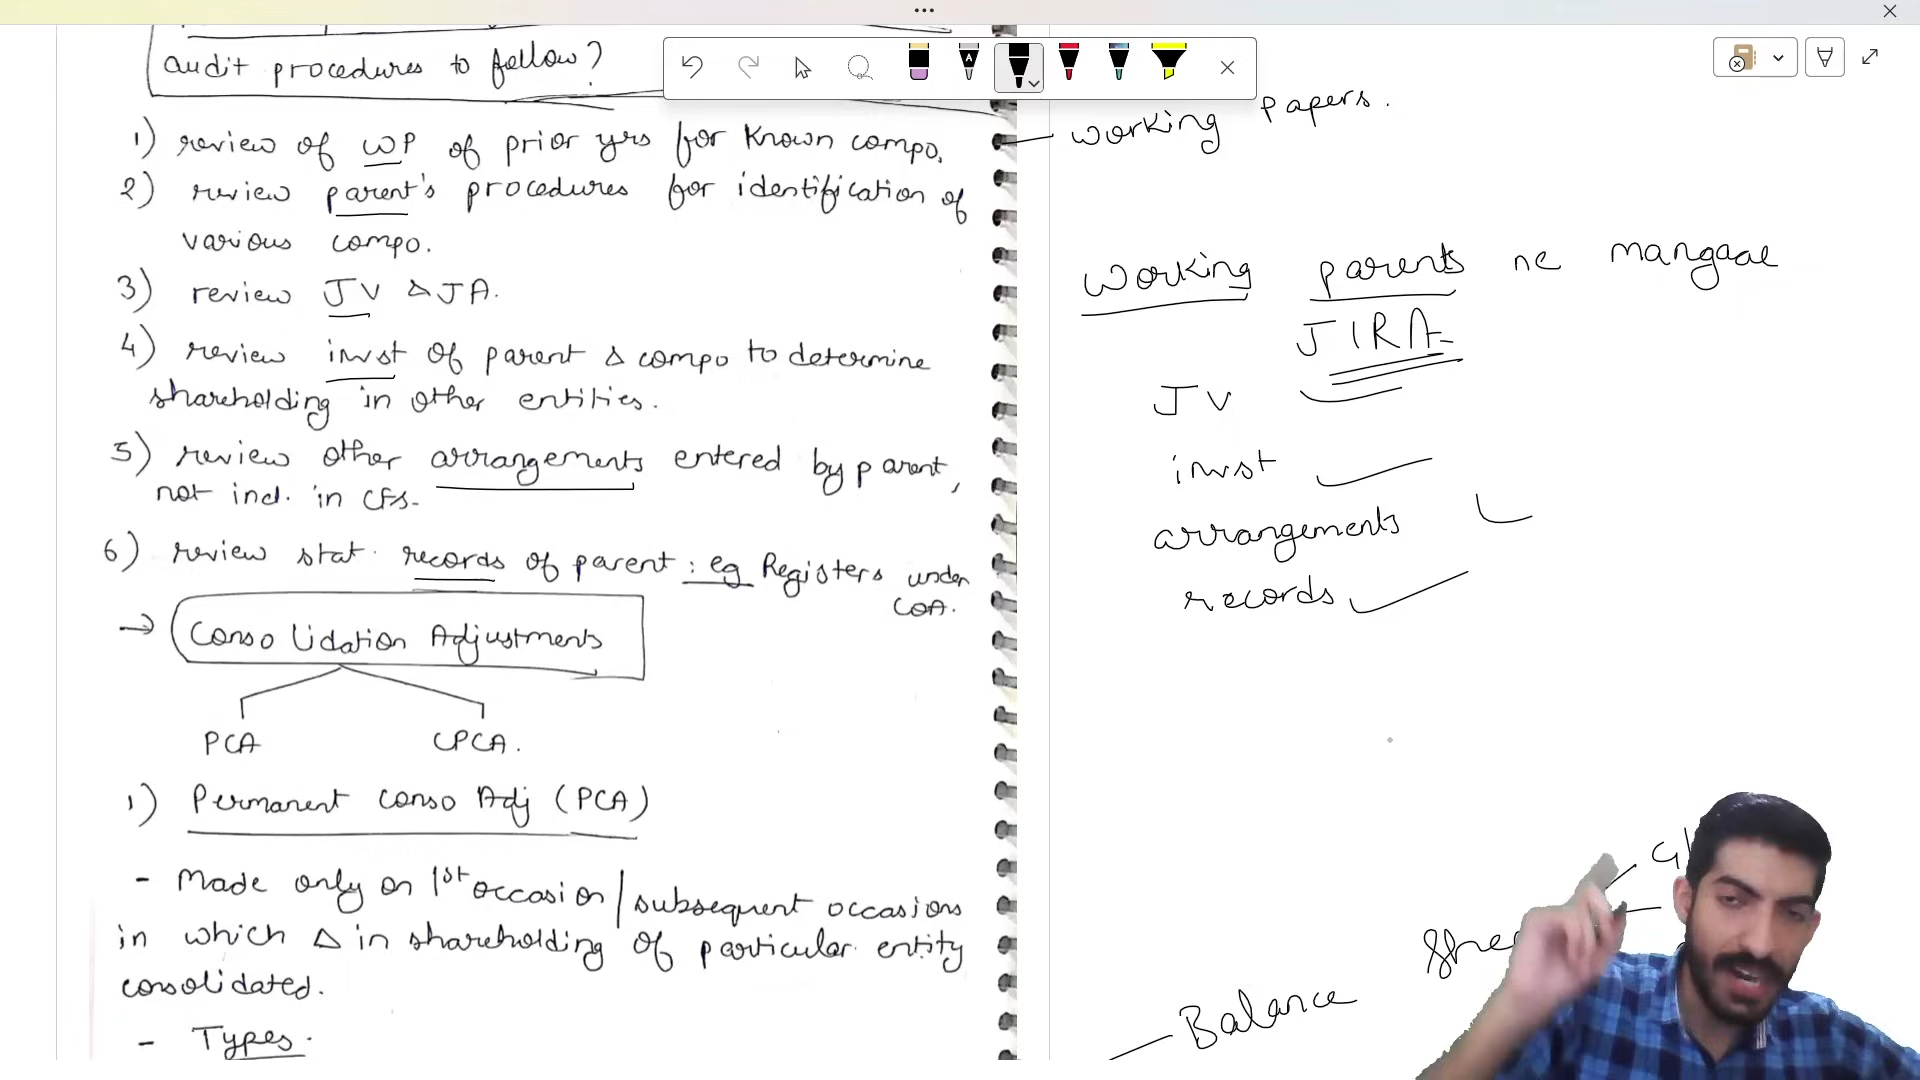 audit procedures to follow?
1) review of WP of prior yrs for known compo.
2) review parent's procedures for identification of
various compo.
3) review JV & JA.
4) review invst of parent & compo to determine
shareholding in other entities.
5) review other arrangements entered by parent,
not incl. in CFS.
6) review stat. records of parent : eg Registers under
COA.
→ Consolidation Adjustments
PCA
CPCA.
1) Permanent Conso Adj (PCA)
- Made only on 1st occasion / subsequent occasions
in which Δ in shareholding of particular entity
consolidated.
- Types.
working papers.
Working parents ne mangaae
JIRA
JV
invst
arrangements
records
Balance